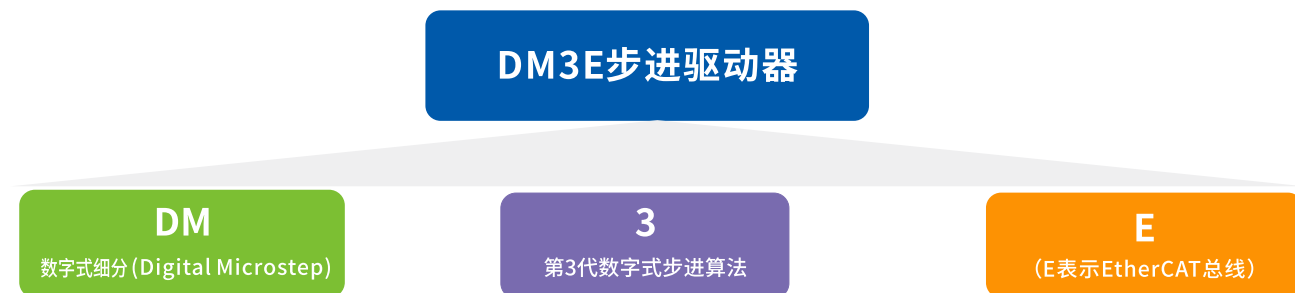 DM3E步进驱动器
DM
数字式细分(Digital Microstep)
3
第3代数字式步进算法
E
（E表示EtherCAT总线）